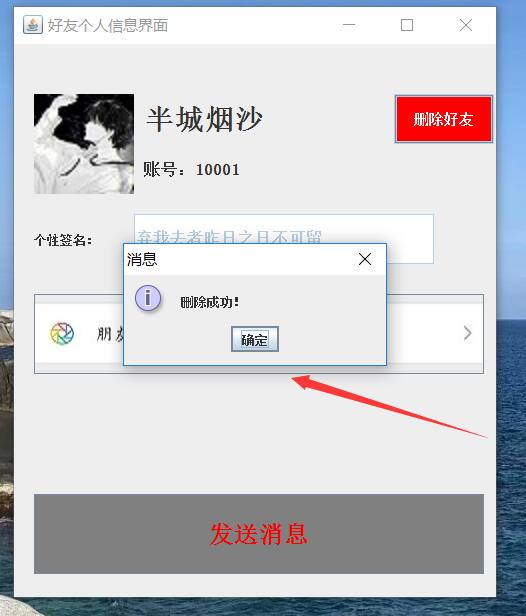 好友个人信息界面
半城烟沙
删除好友
账号：10001
个性签名：
弃我去者昨日之日不可留
消息
删除成功！
确定
朋友
发送消息